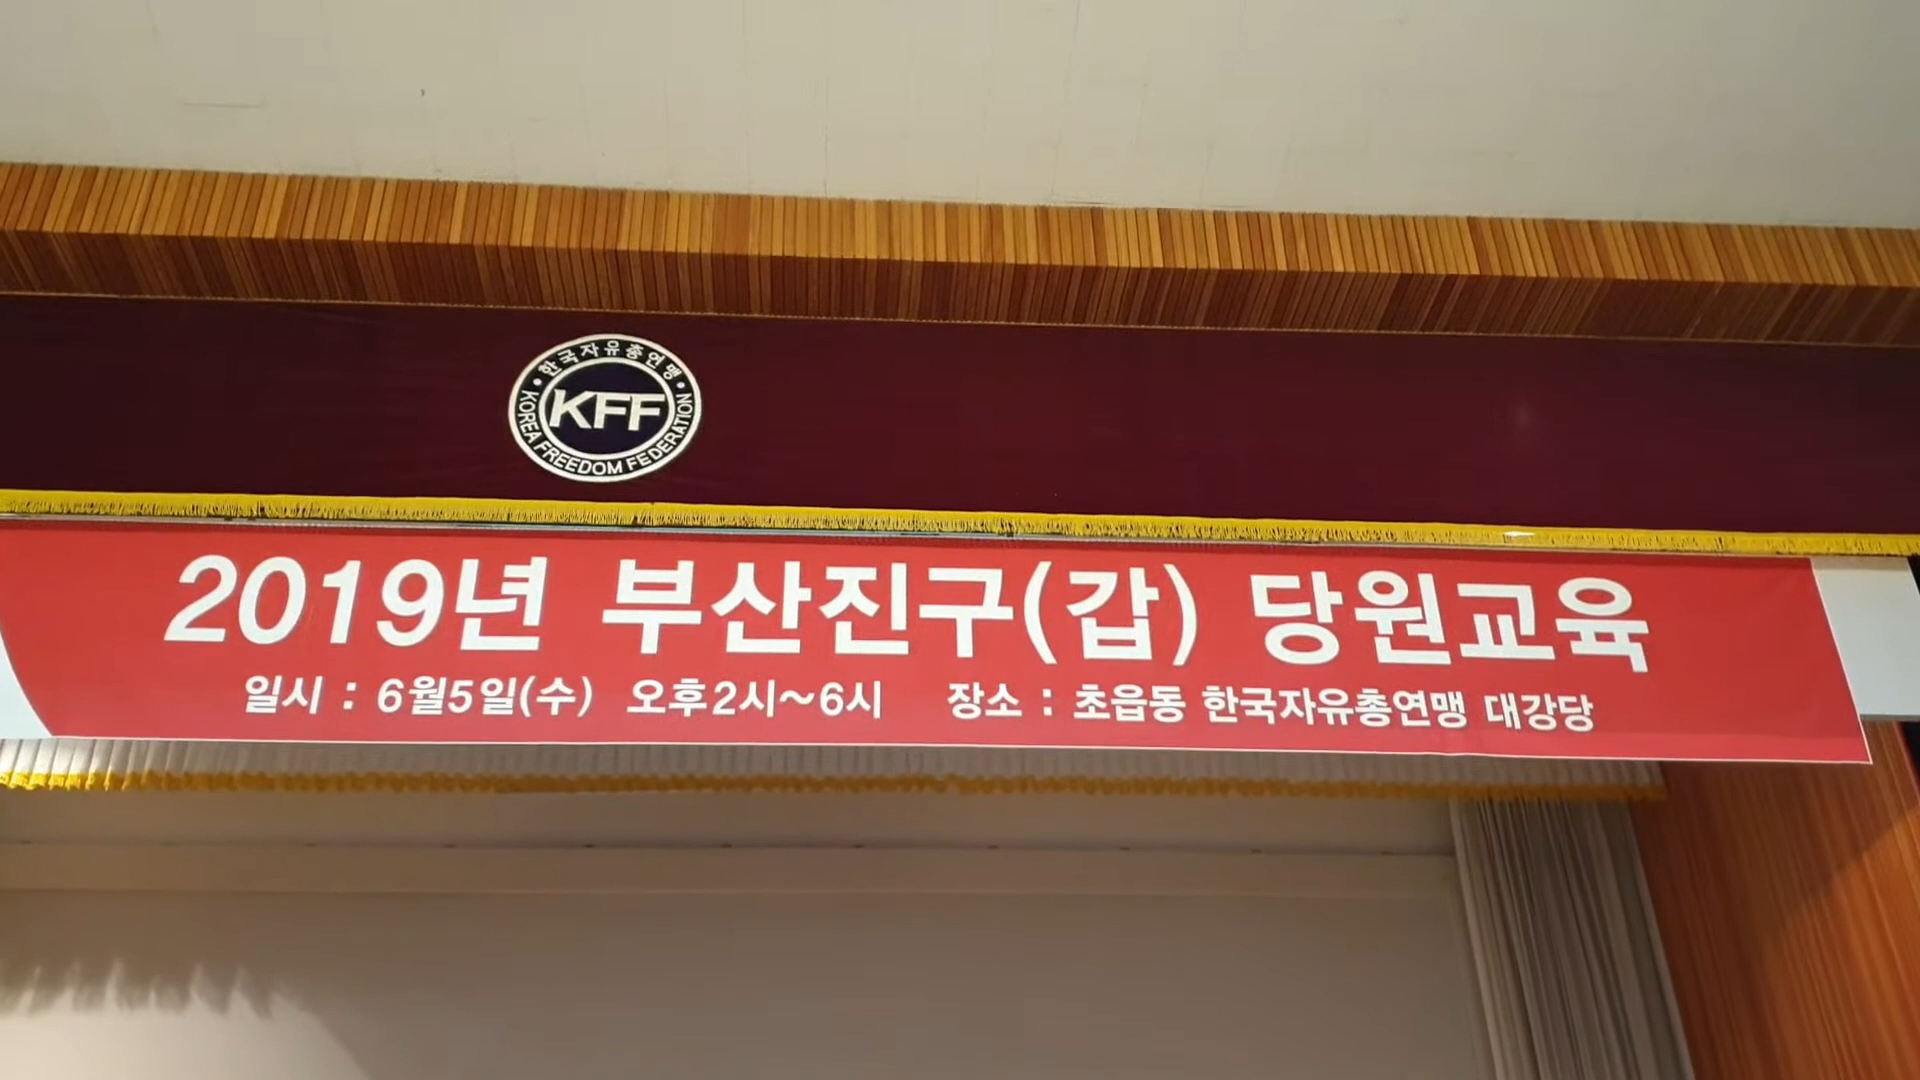 한국자유총연맹
KFF
KOREA FREEDOM FEDERATION
2019년 부산진구(갑) 당원교육
일시 : 6월5일(수) 오후2시~6시 장소 : 초읍동 한국자유총연맹 대강당